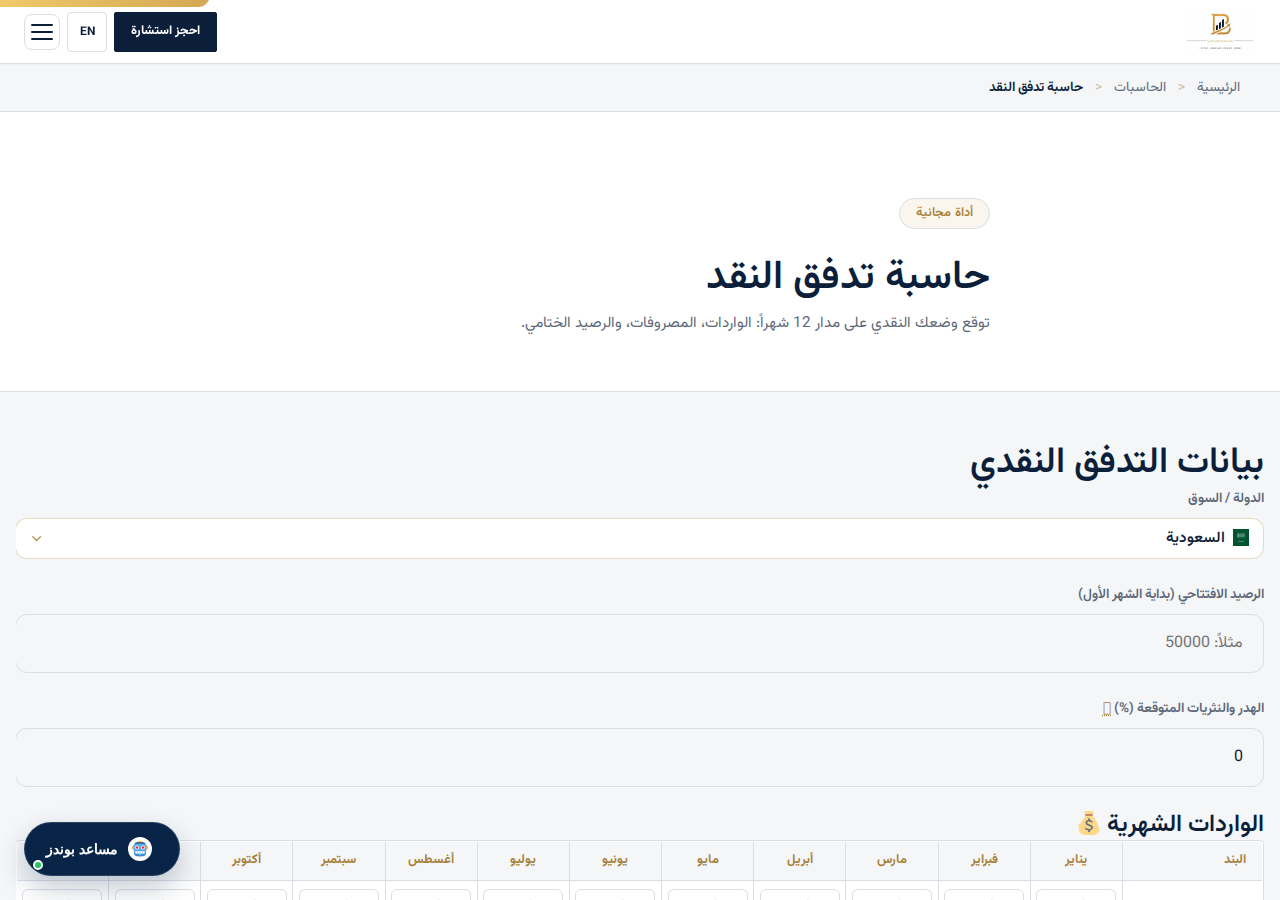 احجز استشارة
EN
الرئيسية > الحاسبات > حاسبة تدفق النقد
أداة مجانية
حاسبة تدفق النقد
توقع وضعك النقدي على مدار 12 شهراً: الواردات، المصروفات، والرصيد الختامي.
بيانات التدفق النقدي
الدولة / السوق
السعودية
الرصيد الافتتاحي (بداية الشهر الأول)
مثلاً: 50000
الهدر والنثريات المتوقعة (%)
0
الواردات الشهرية
البند يناير فبراير مارس أبريل مايو يونيو يوليو أغسطس سبتمبر أكتوبر
مساعد بوندز